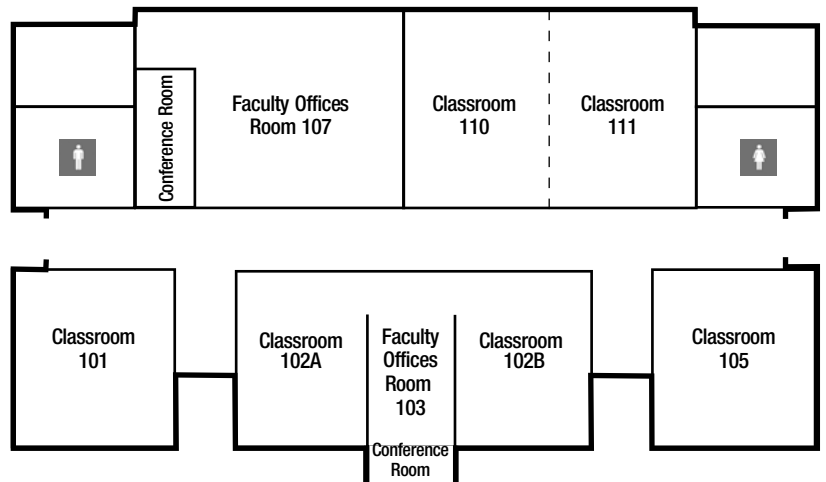 Conference Room
Faculty Offices
Room 107
Classroom
110
Classroom
111
Classroom
101
Classroom
102A
Faculty
Offices
Room
103
Classroom
102B
Classroom
105
Conference
Room